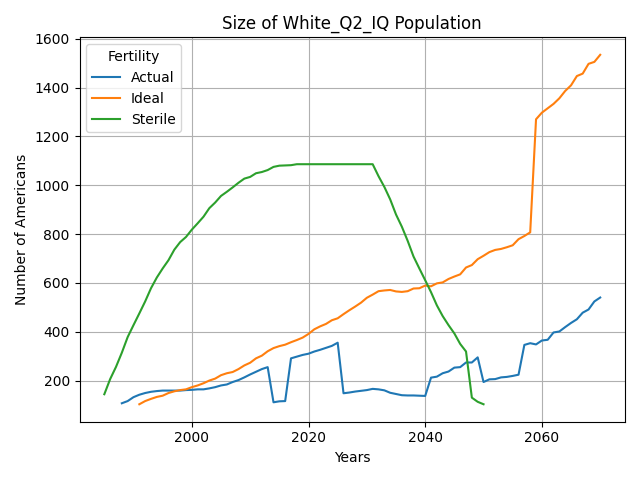 Size of White_Q2_IQ Population
Fertility
Actual
Ideal
Sterile
Number of Americans
1600
1400
1200
1000
800
600
400
200
2000
2020
2040
2060
Years